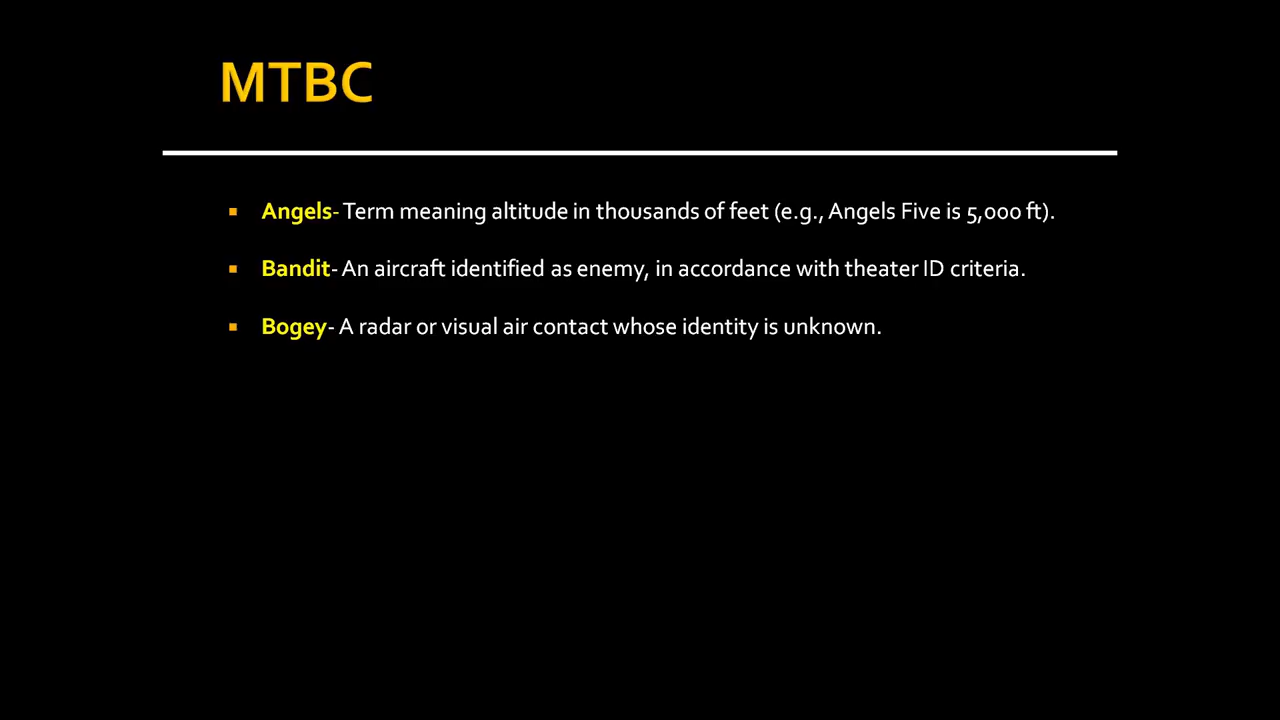 MTBC
Angels- Term meaning altitude in thousands of feet (e.g., Angels Five is 5,000 ft).
Bandit- An aircraft identified as enemy, in accordance with theater ID criteria.
Bogey- A radar or visual air contact whose identity is unknown.